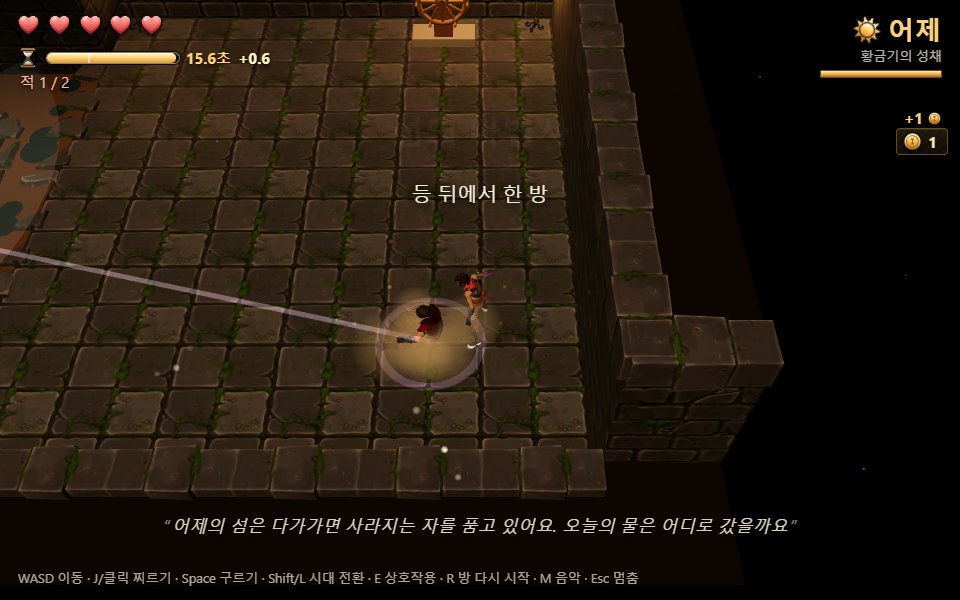 어제
황금기의 성채
15.6초 +0.6
적 1 / 2
+1
1
등 뒤에서 한 방
“어제의 섬은 다가가면 사라지는 자를 품고 있어요. 오늘의 물은 어디로 갔을까요”
WASD 이동 · J/클릭 찌르기 · Space 구르기 · Shift/L 시대 전환 · E 상호작용 · R 방 다시 시작 · M 음악 · Esc 멈춤